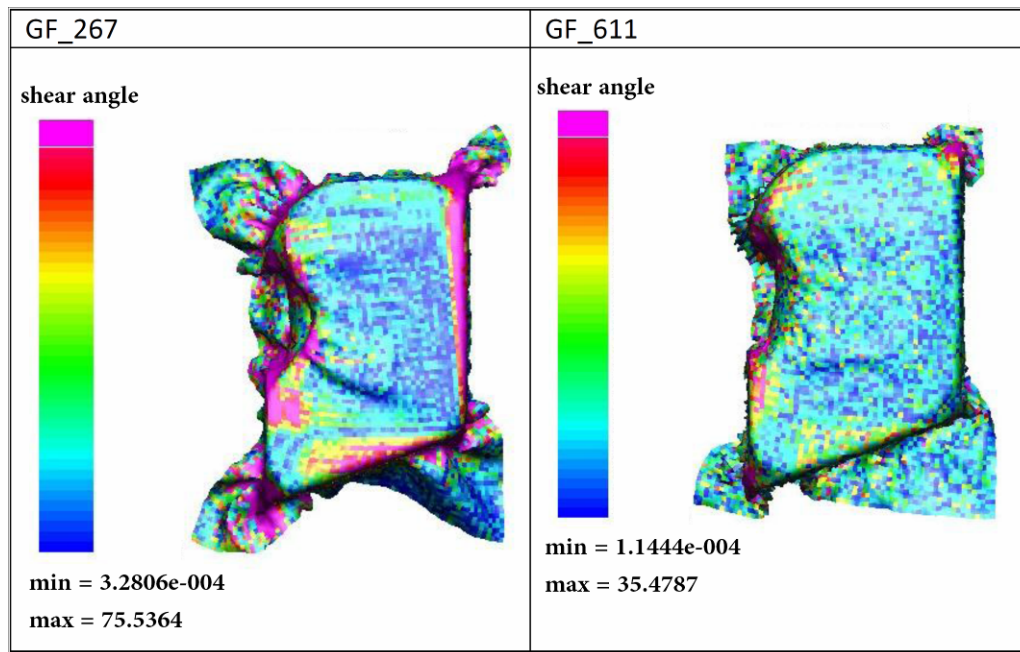 GF_267
shear angle
min = 3.2806e-004
max = 75.5364
GF_611
shear angle
min = 1.1444e-004
max = 35.4787